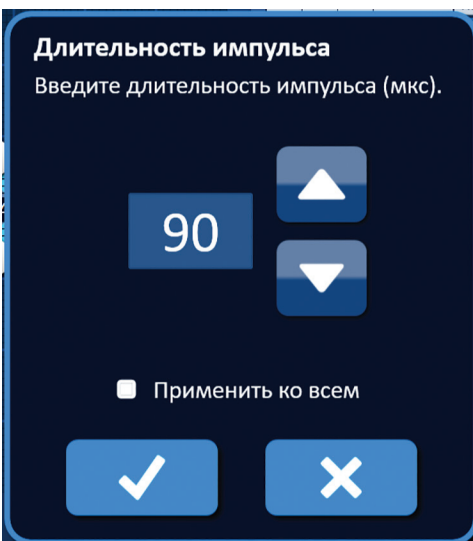 Длительность импульса
Введите длительность импульса (мкс).
90
Применить ко всем